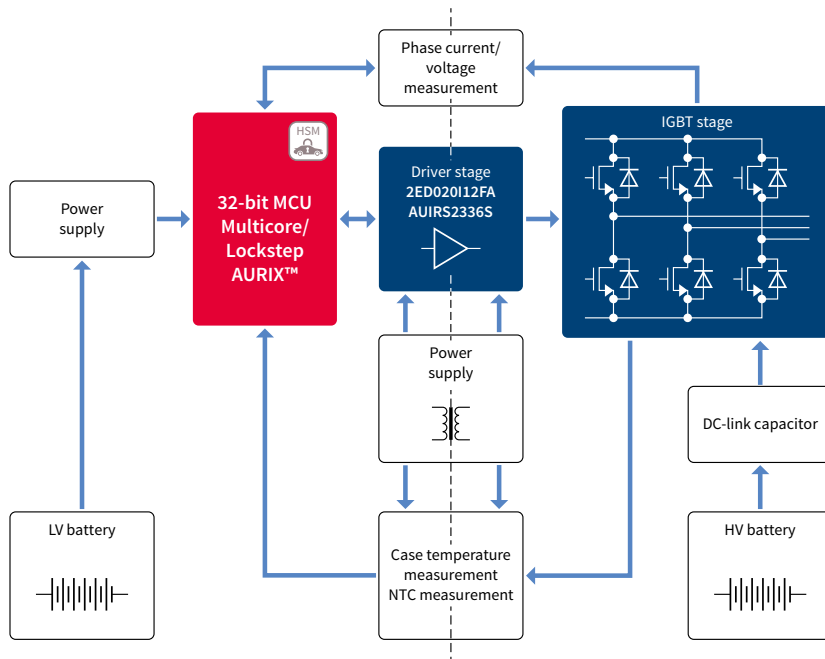 Phase current/
voltage
measurement
HSM
32-bit MCU
Multicore/
Lockstep
AURIX™
Driver stage
2ED020I12FA
AUIRS2336S
IGBT stage
Power
supply
Power
supply
DC-link capacitor
LV battery
Case temperature
measurement
NTC measurement
HV battery